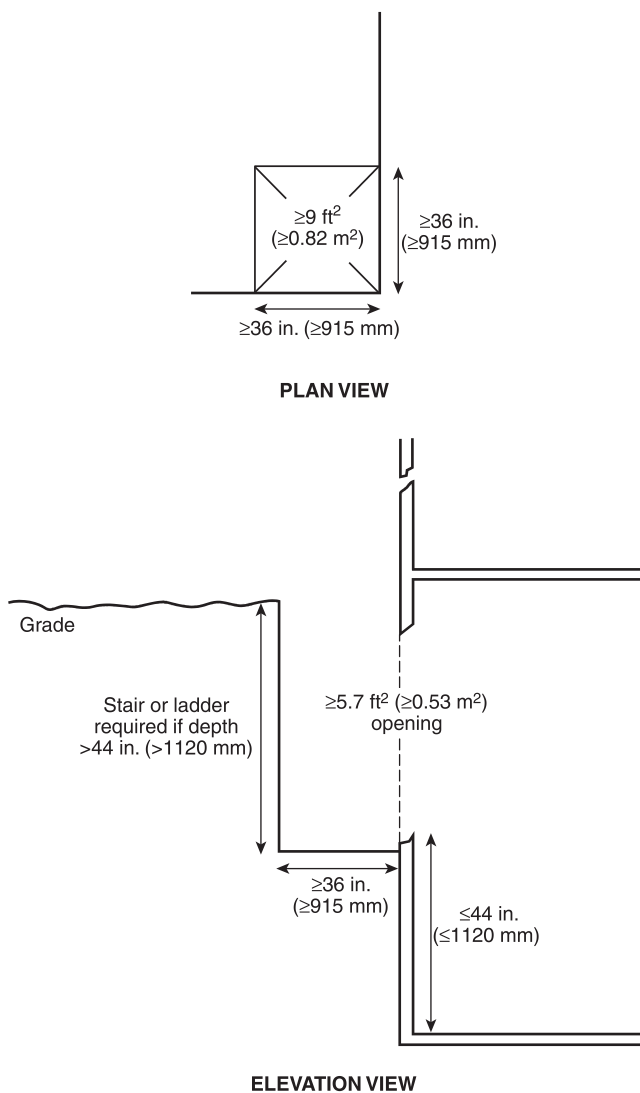 ≥9 ft²
(≥0.82 m²)
≥36 in.
(≥915 mm)
≥36 in. (≥915 mm)
PLAN VIEW
Grade
Stair or ladder
required if depth
>44 in. (>1120 mm)
≥5.7 ft² (≥0.53 m²)
opening
≥36 in.
(≥915 mm)
≤44 in.
(≤1120 mm)
ELEVATION VIEW